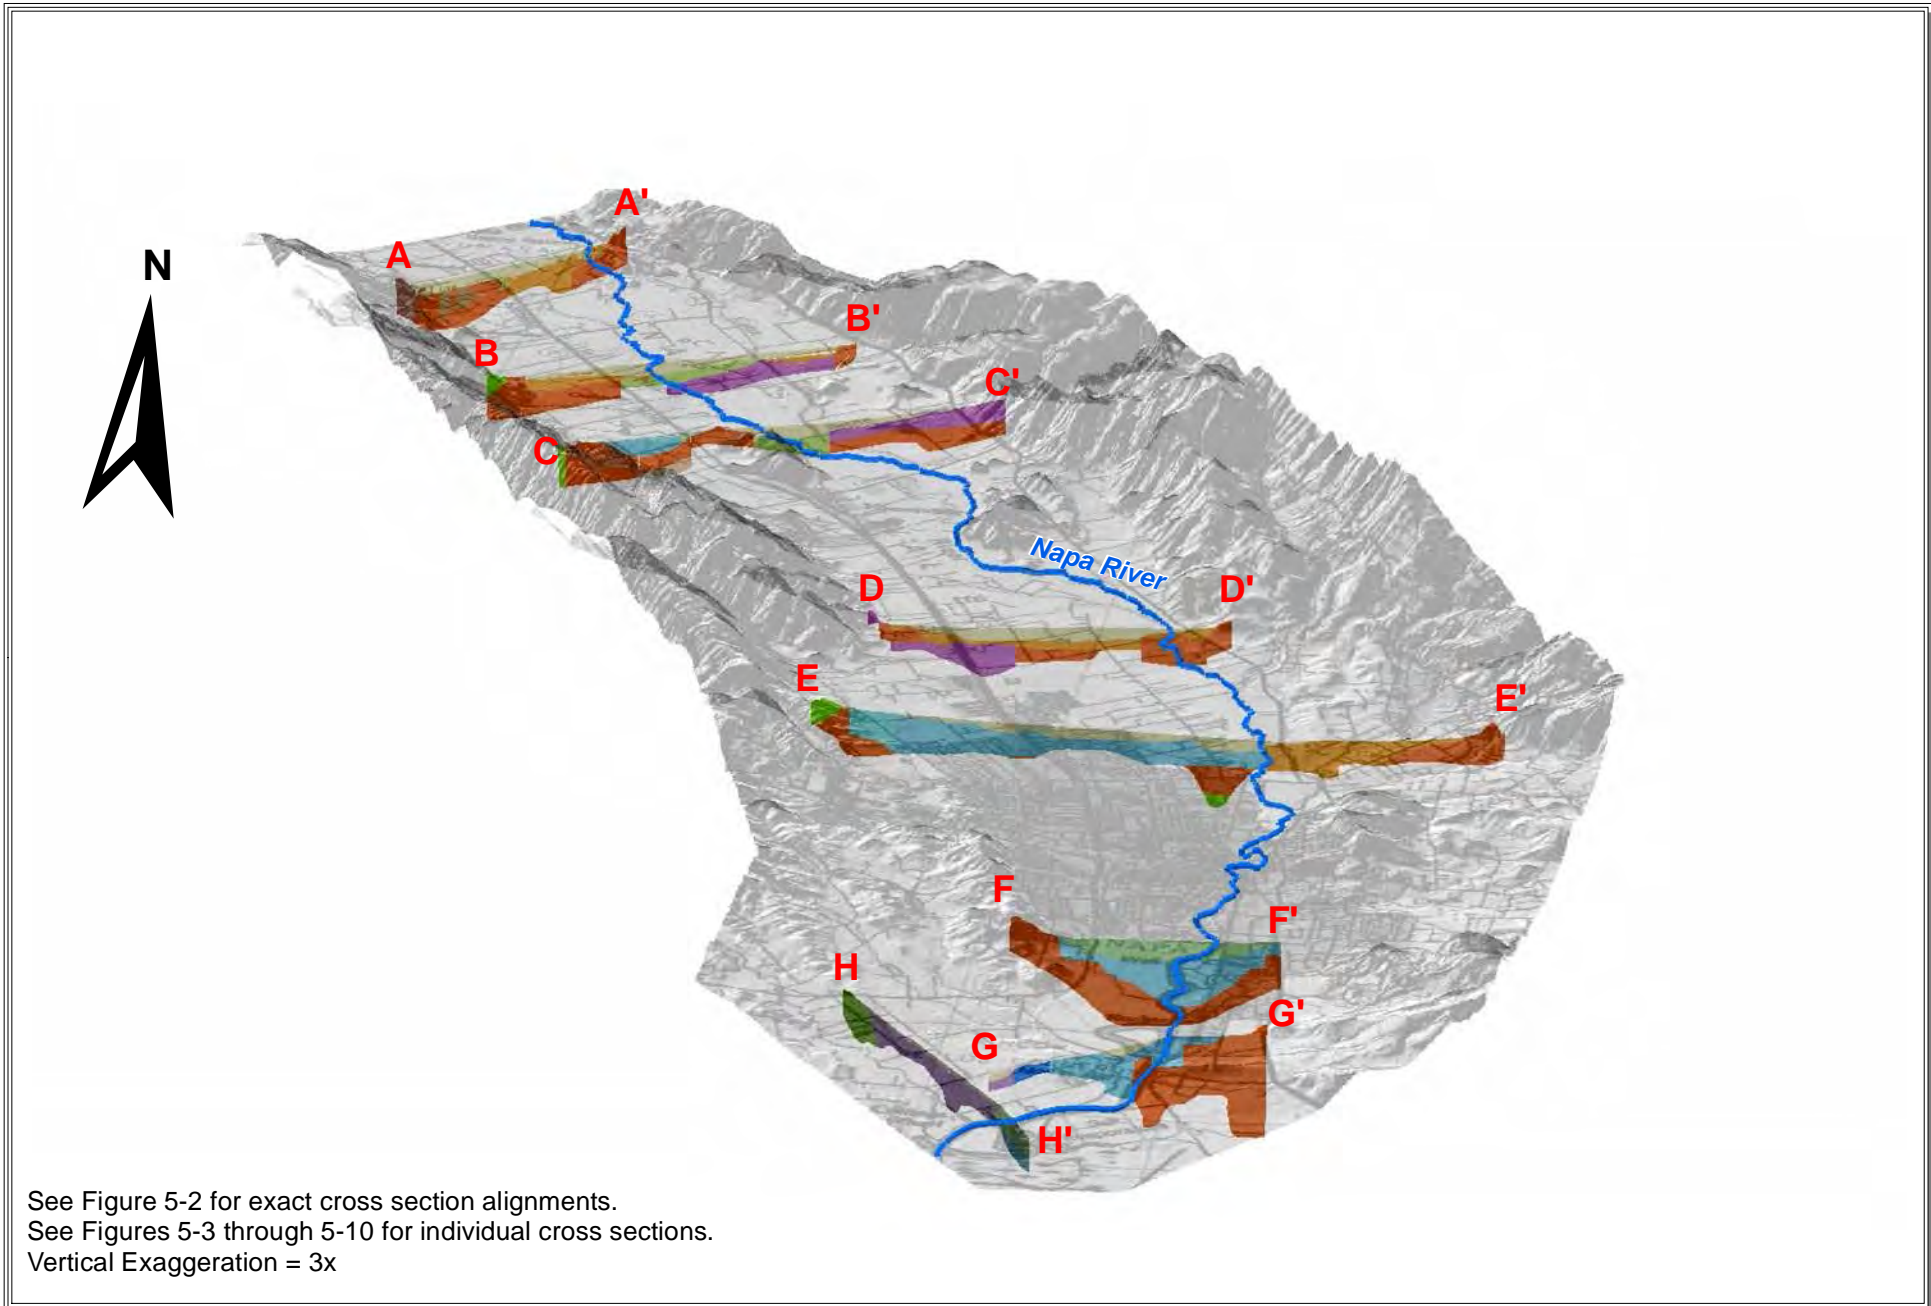 A'
A
N
B'
B
C'
C
Napa River
D
D'
E
E'
F
F'
H
G'
G
H'
See Figure 5-2 for exact cross section alignments.
See Figures 5-3 through 5-10 for individual cross sections.
Vertical Exaggeration = 3x